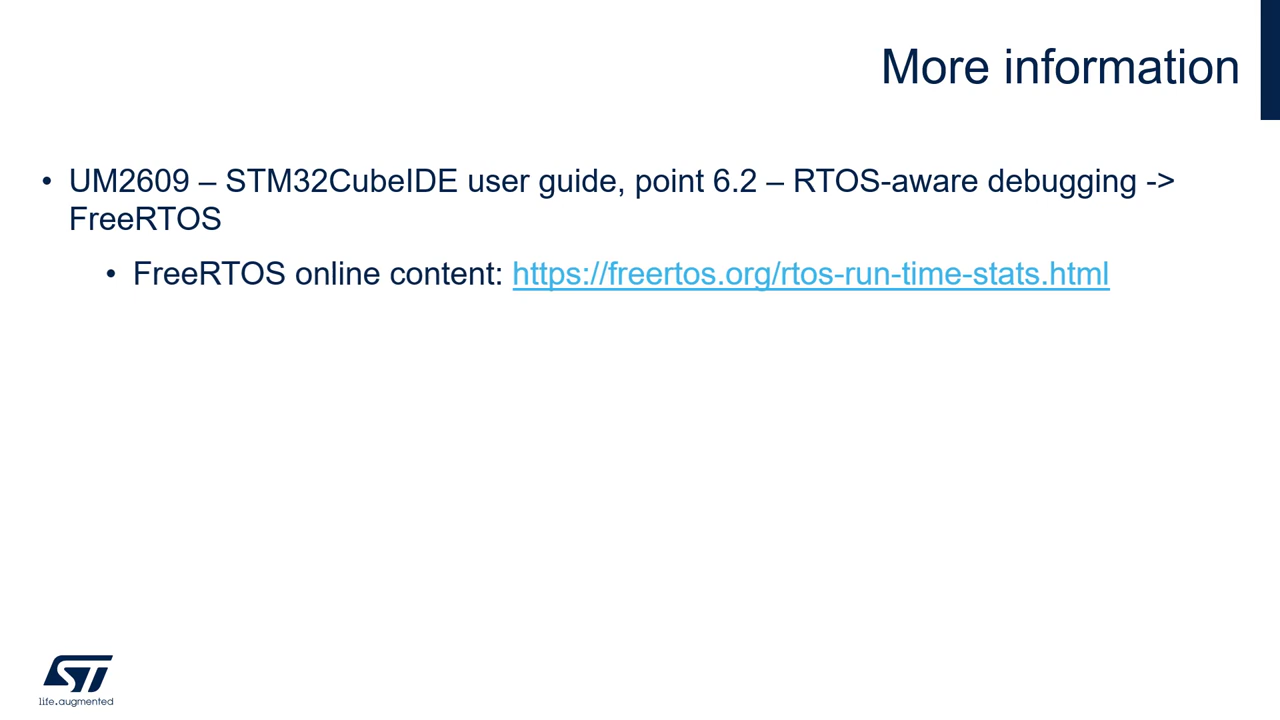 More information
• UM2609 – STM32CubeIDE user guide, point 6.2 – RTOS-aware debugging ->
FreeRTOS
• FreeRTOS online content: https://freertos.org/rtos-run-time-stats.html
ST
life.augmented